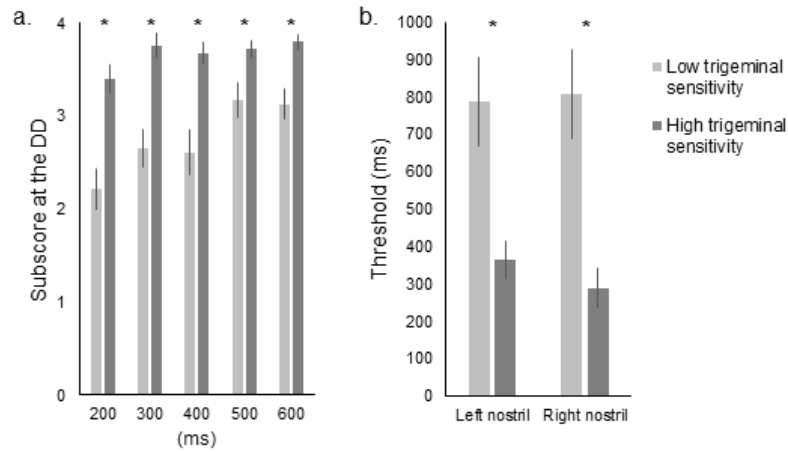 a.
Subscore at the DD
4
3
2
1
0
* * * * *
200 300 400 500 600
(ms)
b.
Threshold (ms)
1000
900
800
700
600
500
400
300
200
100
0
* *
Left nostril Right nostril
Low trigeminal
sensitivity
High trigeminal
sensitivity